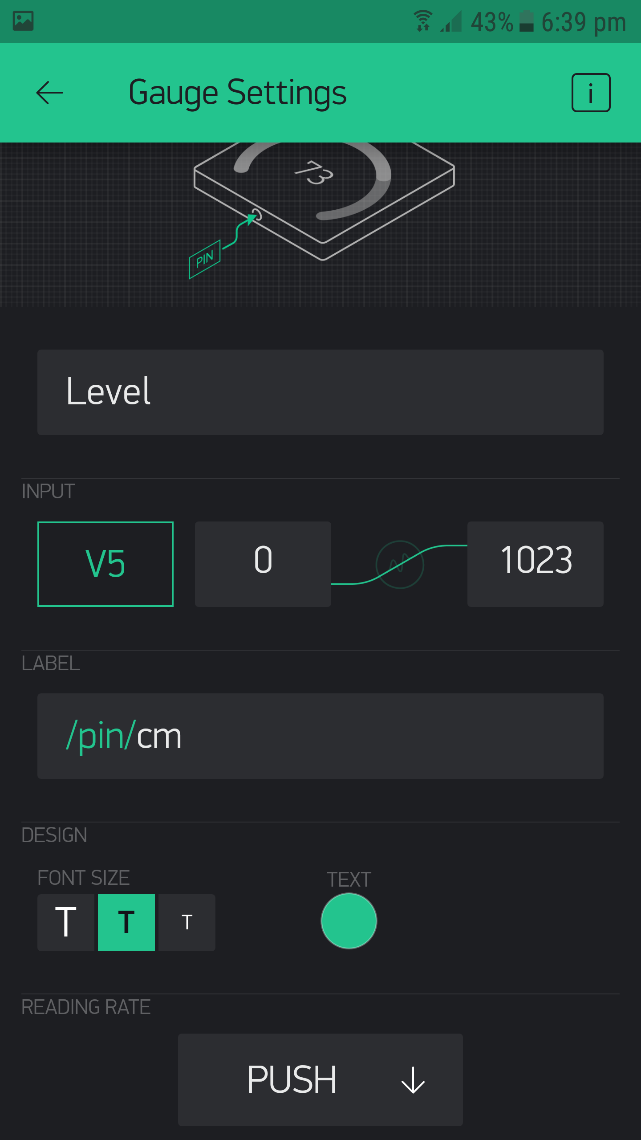 43% 6:39 pm
Gauge Settings i
73
PIN
Level
INPUT
V5 0 1023
LABEL
/pin/cm
DESIGN
FONT SIZE TEXT
T T T
READING RATE
PUSH